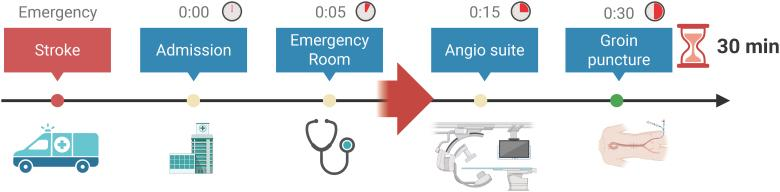 Emergency
0:00
0:05
0:15
0:30
Stroke
Admission
Emergency
Room
Angio suite
Groin
puncture
30 min